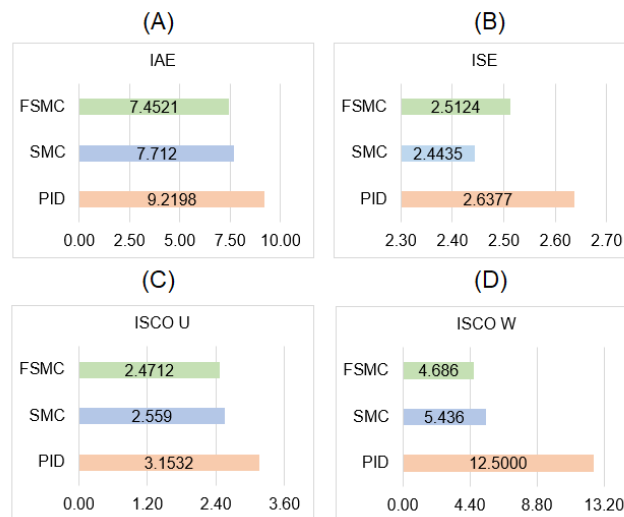 (A)
IAE
FSMC 7.4521
SMC 7.712
PID 9.2198
0.00 2.50 5.00 7.50 10.00
(B)
ISE
FSMC 2.5124
SMC 2.4435
PID 2.6377
2.30 2.40 2.50 2.60 2.70
(C)
ISCO U
FSMC 2.4712
SMC 2.559
PID 3.1532
0.00 1.20 2.40 3.60
(D)
ISCO W
FSMC 4.686
SMC 5.436
PID 12.5000
0.00 4.40 8.80 13.20